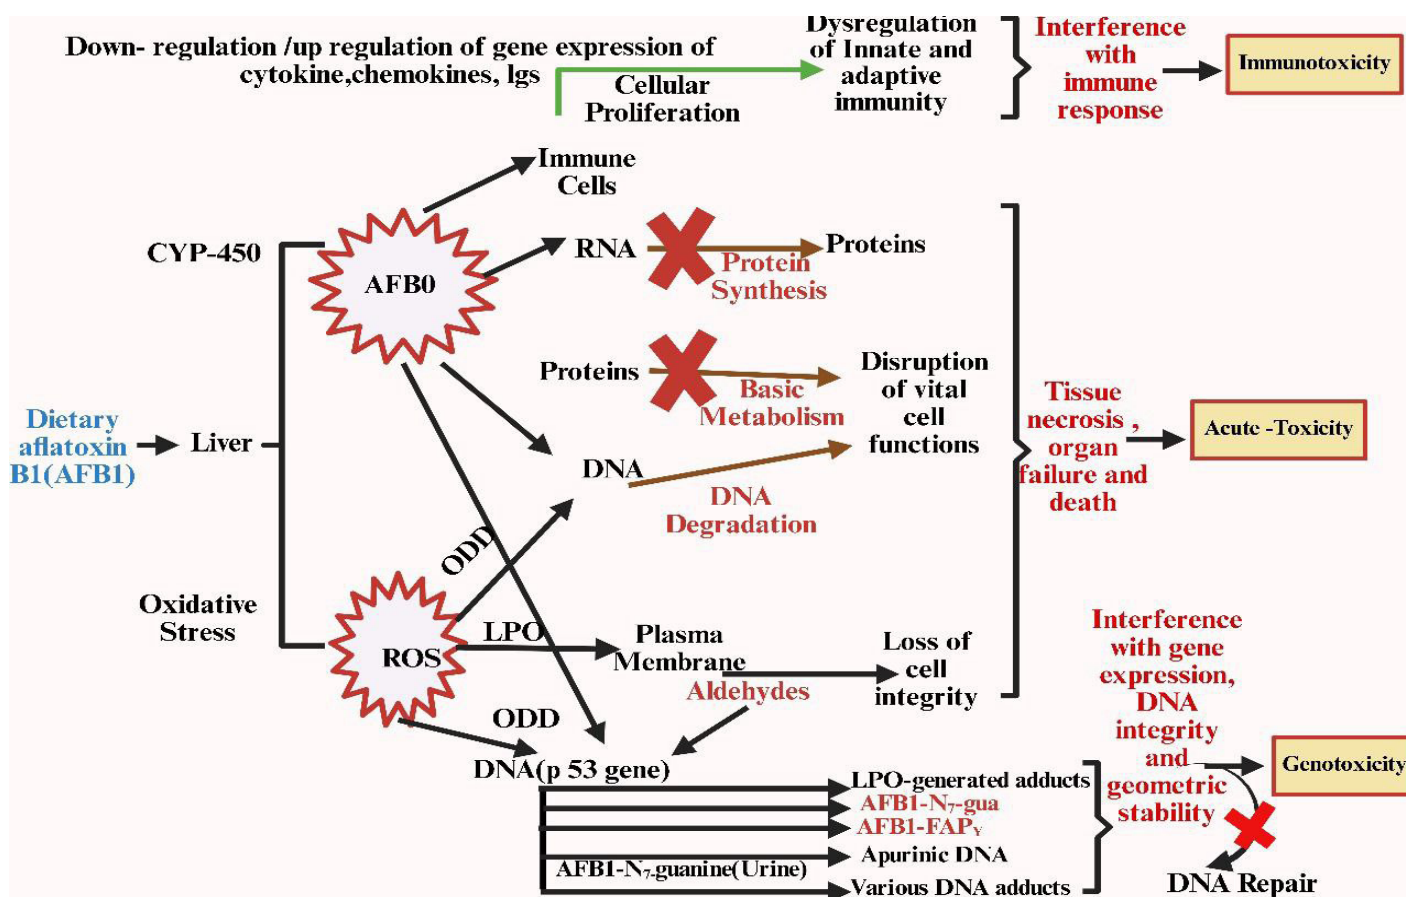 Down- regulation /up regulation of gene expression of
cytokine,chemokines, lgs
Cellular
Proliferation
Dysregulation
of Innate and
adaptive
immunity
Interference
with
immune
response
Immunotoxicity
Immune
Cells
CYP-450
AFB0
RNA
Protein
Synthesis
Proteins
Proteins
Basic
Metabolism
Disruption
of vital
cell
functions
Dietary
aflatoxin
B1(AFB1)
Liver
DNA
DNA
Degradation
Tissue
necrosis ,
organ
failure and
death
Acute -Toxicity
ODD
Oxidative
Stress
ROS
LPO
Plasma
Membrane
Aldehydes
Loss of
cell
integrity
ODD
DNA(p 53 gene)
LPO-generated adducts
AFB1-N₇-gua
AFB1-FAPᵧ
Apurinic DNA
AFB1-N₇-guanine(Urine)
Various DNA adducts
Interference
with gene
expression,
DNA
integrity
and
geometric
stability
Genotoxicity
DNA Repair